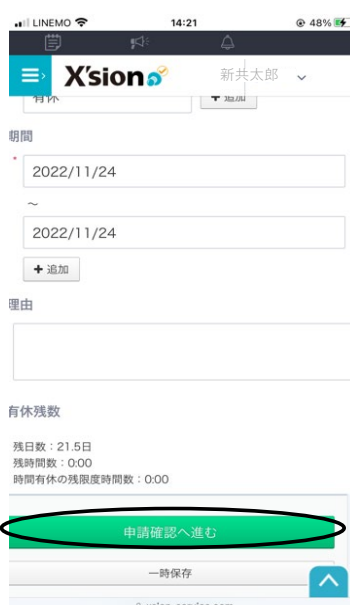 LINEMO 14:21 48%
X'sion 新共太郎
有休 + 追加
期間
* 2022/11/24
～
2022/11/24
+ 追加
理由
有休残数
残日数：21.5日
残時間数：0:00
時間有休の残限度時間数：0:00
申請確認へ進む
一時保存